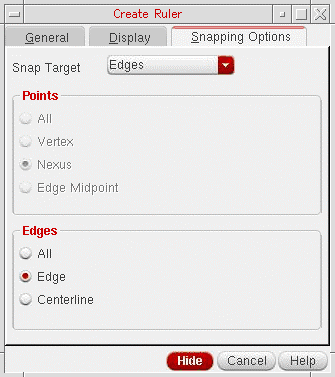 Create Ruler
General Display Snapping Options
Snap Target Edges
Points
All
Vertex
Nexus
Edge Midpoint
Edges
All
Edge
Centerline
Hide Cancel Help